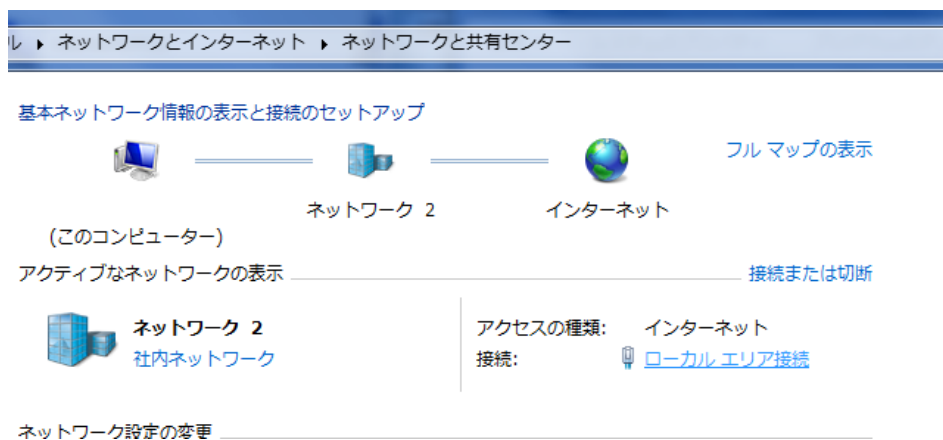 ル ▸ ネットワークとインターネット ▸ ネットワークと共有センター
基本ネットワーク情報の表示と接続のセットアップ
フル マップの表示
ネットワーク 2 インターネット
(このコンピューター)
アクティブなネットワークの表示 接続または切断
ネットワーク 2 アクセスの種類: インターネット
社内ネットワーク 接続: ローカル エリア接続
ネットワーク設定の変更